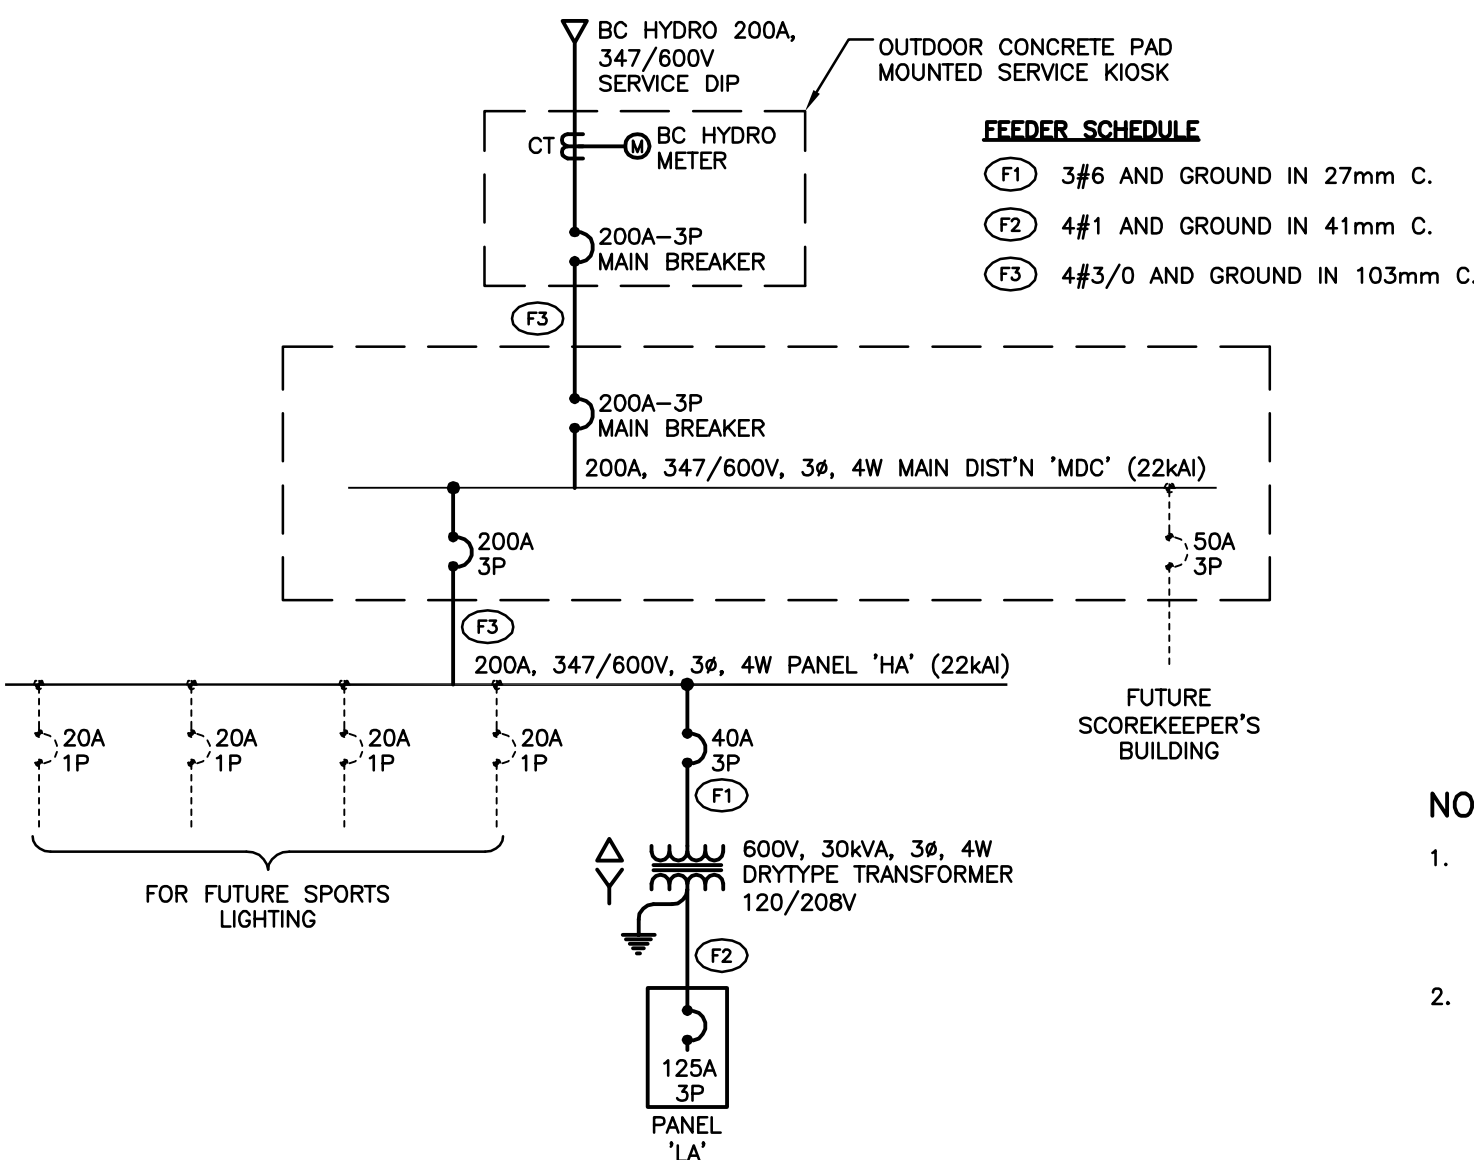 BC HYDRO 200A,
347/600V
SERVICE DIP
OUTDOOR CONCRETE PAD
MOUNTED SERVICE KIOSK
CT
M
BC HYDRO
METER
200A-3P
MAIN BREAKER
FEEDER SCHEDULE
F1 3#6 AND GROUND IN 27mm C.
F2 4#1 AND GROUND IN 41mm C.
F3 4#3/0 AND GROUND IN 103mm C.
F3
200A-3P
MAIN BREAKER
200A, 347/600V, 3ø, 4W MAIN DIST'N 'MDC' (22kAI)
200A
3P
50A
3P
F3
200A, 347/600V, 3ø, 4W PANEL 'HA' (22kAI)
FUTURE
SCOREKEEPER'S
BUILDING
20A
1P
20A
1P
20A
1P
20A
1P
40A
3P
F1
FOR FUTURE SPORTS
LIGHTING
600V, 30kVA, 3ø, 4W
DRYTYPE TRANSFORMER
120/208V
F2
125A
3P
PANEL
'LA'
NO
1.
2.